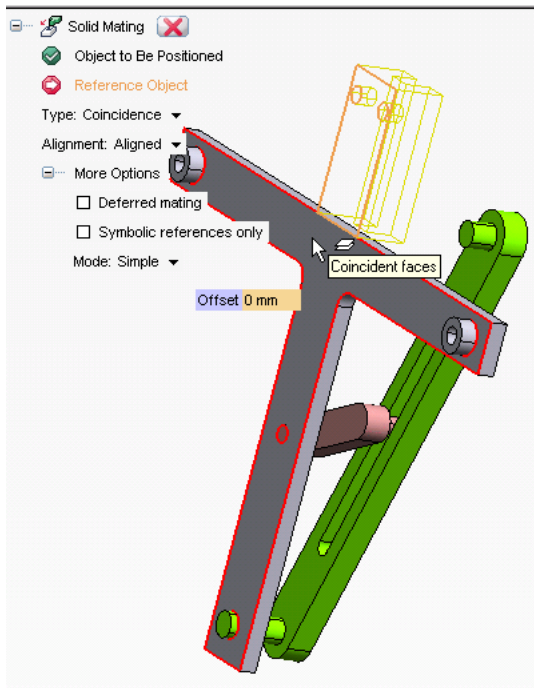 Solid Mating
Object to Be Positioned
Reference Object
Type: Coincidence
Alignment: Aligned
More Options
Deferred mating
Symbolic references only
Mode: Simple
Coincident faces
Offset 0 mm